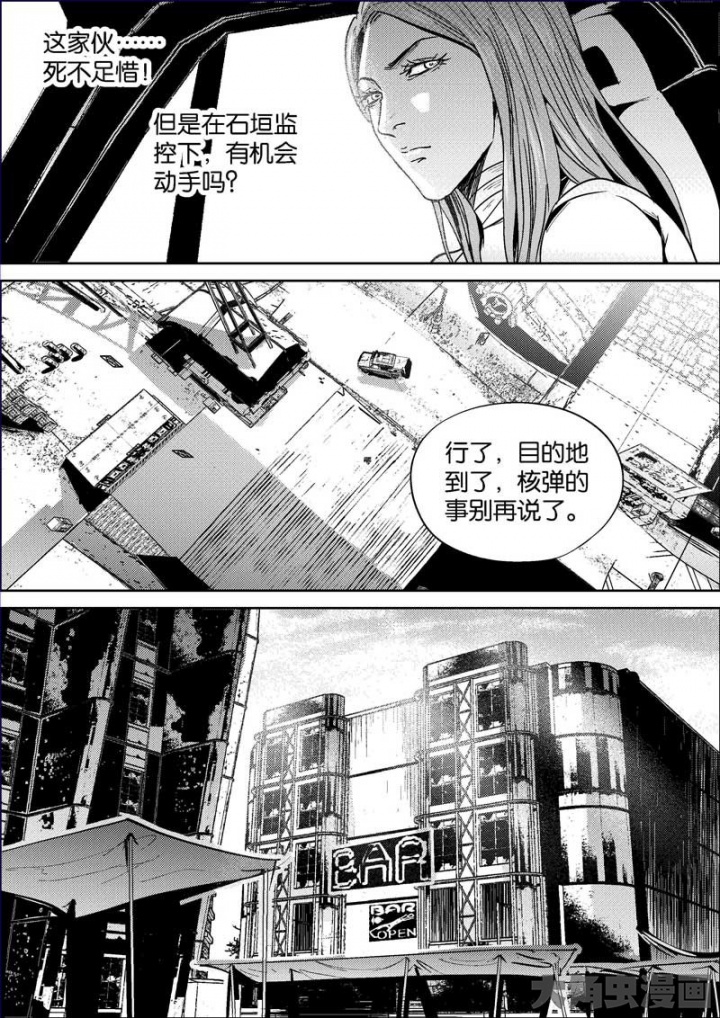 这家伙……
死不足惜！
但是在石垣监
控下，有机会
动手吗？
行了，目的地
到了，核弹的
事别再说了。
BAR
BAR
OPEN
大角虫漫画